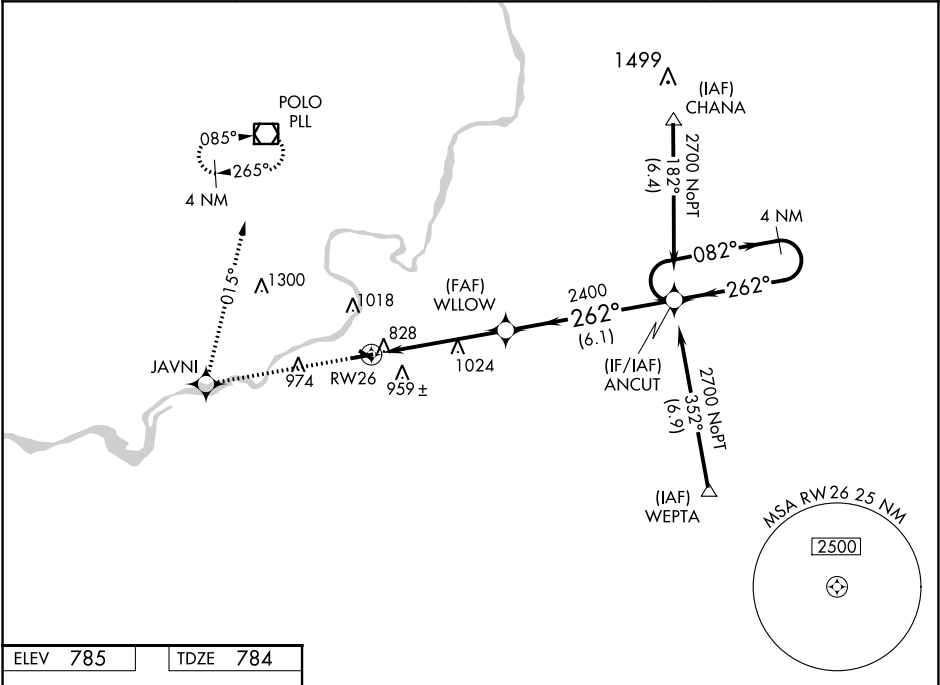 1499
(IAF)
CHANA
POLO
PLL
085°
265°
4 NM
2700 NoPT
182°
(6.4)
4 NM
082°
262°
015°
1300
1018
(FAF)
WLLOW
2400
262°
(6.1)
828
JAVNI
974
RW26
959 ±
1024
(IF/IAF)
ANCUT
2700 NoPT
352°
(6.9)
(IAF)
WEPTA
MSA RW26 25 NM
2500
ELEV 785
TDZE 784